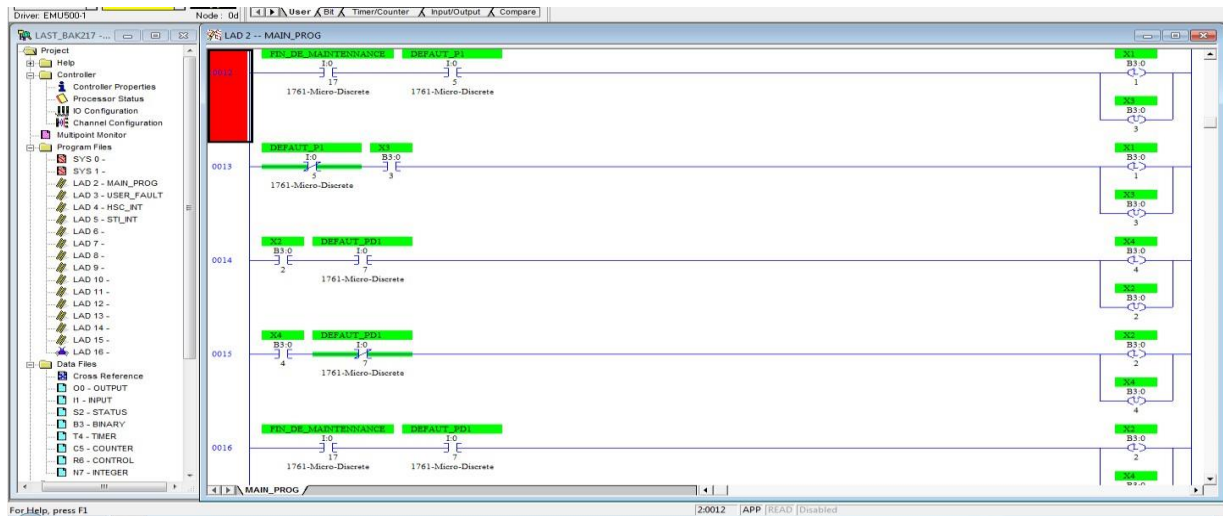 Driver: EMU500-1
Node: 0d
User
Bit
Timer/Counter
Input/Output
Compare
LAST_BAK217 -...
Project
Help
Controller
Controller Properties
Processor Status
IO Configuration
Channel Configuration
Multipoint Monitor
Program Files
SYS 0 -
SYS 1 -
LAD 2 - MAIN_PROG
LAD 3 - USER_FAULT
LAD 4 - HSC_INT
LAD 5 - STI_INT
LAD 6 -
LAD 7 -
LAD 8 -
LAD 9 -
LAD 10 -
LAD 11 -
LAD 12 -
LAD 13 -
LAD 14 -
LAD 15 -
LAD 16 -
Data Files
Cross Reference
O0 - OUTPUT
I1 - INPUT
S2 - STATUS
B3 - BINARY
T4 - TIMER
C5 - COUNTER
R6 - CONTROL
N7 - INTEGER
LAD 2 -- MAIN_PROG
FIN_DE_MAINTENNANCE DEFAUT_P1 X1
0012 I:0 I:0 B3:0
L
17 5 1
1761-Micro-Discrete 1761-Micro-Discrete
X3
B3:0
U
3
DEFAUT_P1 X3 X1
0013 I:0 B3:0 B3:0
L
5 3 1
1761-Micro-Discrete
X3
B3:0
U
3
X2 DEFAUT_PD1 X4
0014 B3:0 I:0 B3:0
L
2 7 4
1761-Micro-Discrete
X2
B3:0
U
2
X4 DEFAUT_PD1 X2
0015 B3:0 I:0 B3:0
L
4 7 2
1761-Micro-Discrete
X4
B3:0
U
4
FIN_DE_MAINTENNANCE DEFAUT_PD1 X2
0016 I:0 I:0 B3:0
L
17 7 2
1761-Micro-Discrete 1761-Micro-Discrete
X4
B3:0
MAIN_PROG
For Help, press F1
2:0012 APP READ Disabled